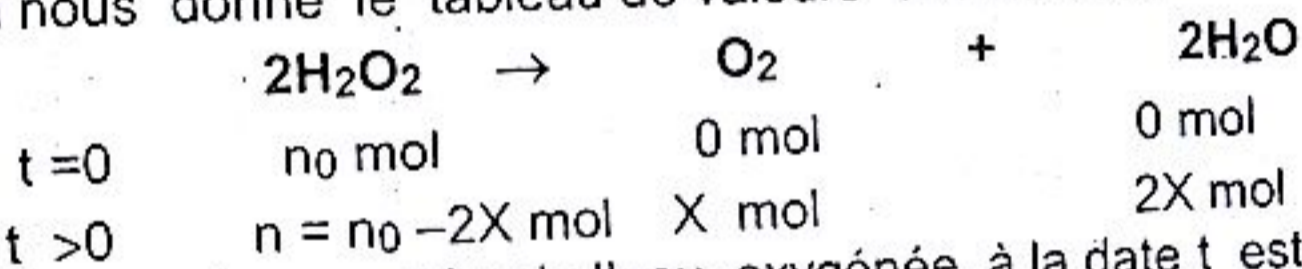 nous donne le tableau de
2H₂O₂ → O₂ + 2H₂O
t =0 n₀ mol 0 mol 0 mol
t >0 n = n₀ –2X mol X mol 2X mol
oxygénée à la date t est